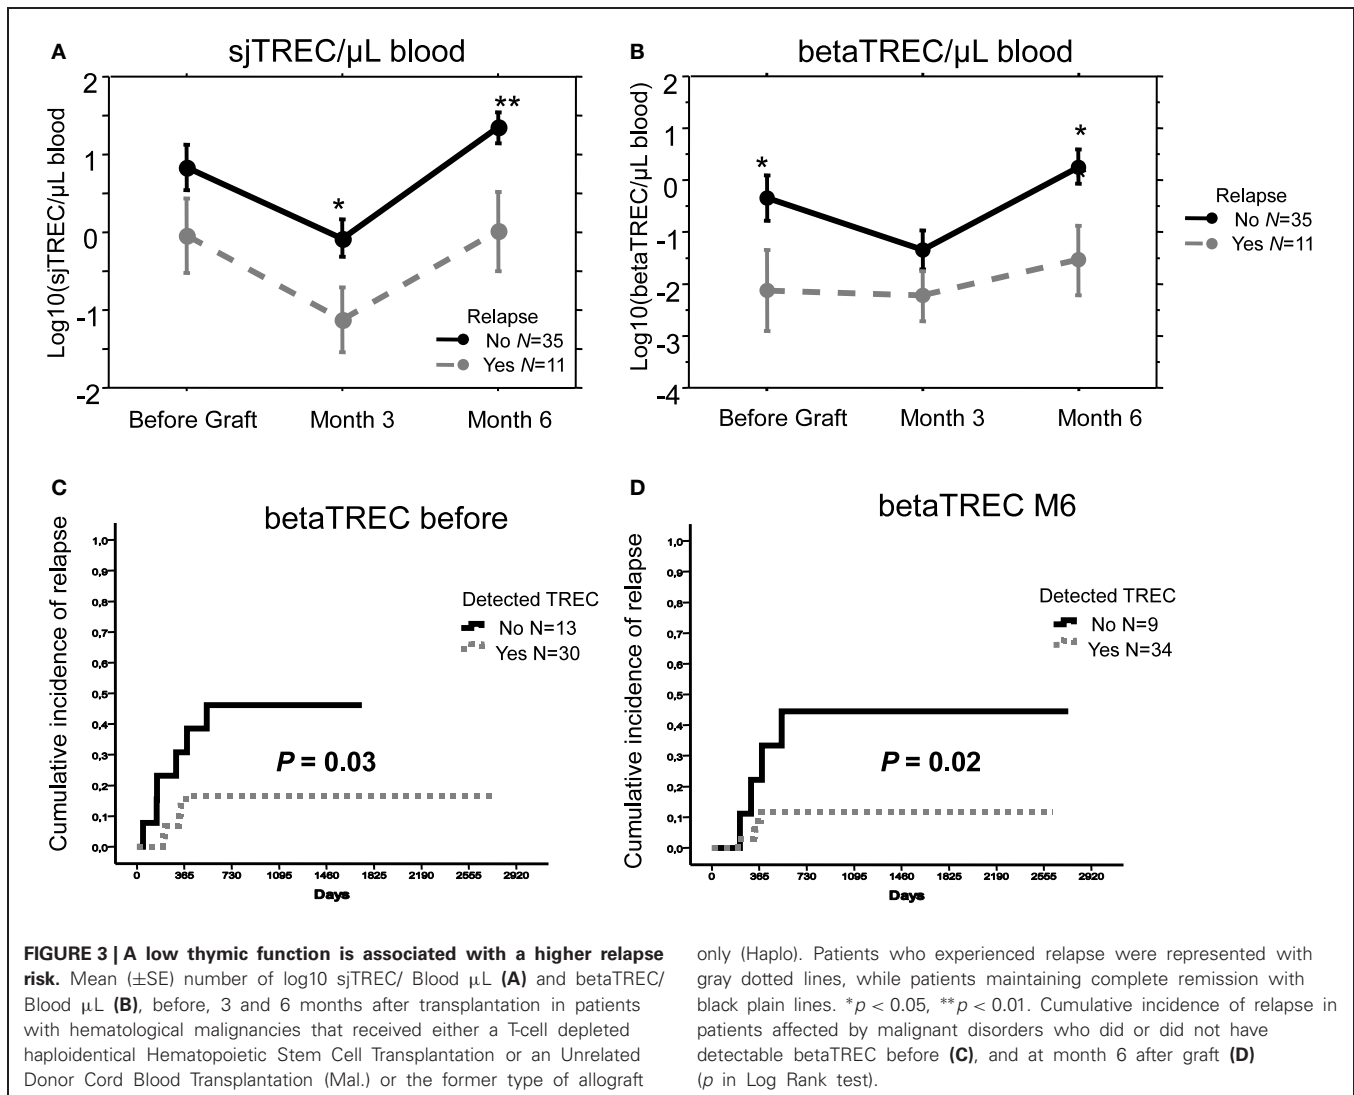 A
sjTREC/µL blood
Log10(sjTREC/µL blood
2
1
0
-1
-2
*
**
Relapse
No N=35
Yes N=11
Before Graft
Month 3
Month 6
B
betaTREC/µL blood
Log10(betaTREC/µL blood)
2
1
0
-1
-2
-3
-4
*
*
Relapse
No N=35
Yes N=11
Before Graft
Month 3
Month 6
C
betaTREC before
Cumulative incidence of relapse
1,0
0,9
0,8
0,7
0,6
0,5
0,4
0,3
0,2
0,1
0,0
Detected TREC
No N=13
Yes N=30
P = 0.03
0 365 730 1095 1460 1825 2190 2555 2920
Days
D
betaTREC M6
Cumulative incidence of relapse
1,0
0,9
0,8
0,7
0,6
0,5
0,4
0,3
0,2
0,1
0,0
Detected TREC
No N=9
Yes N=34
P = 0.02
0 365 730 1095 1460 1825 2190 2555 2920
Days
FIGURE 3 | A low thymic function is associated with a higher relapse
risk. Mean (±SE) number of log10 sjTREC/ Blood µL (A) and betaTREC/
Blood µL (B), before, 3 and 6 months after transplantation in patients
with hematological malignancies that received either a T-cell depleted
haploidentical Hematopoietic Stem Cell Transplantation or an Unrelated
Donor Cord Blood Transplantation (Mal.) or the former type of allograft
only (Haplo). Patients who experienced relapse were represented with
gray dotted lines, while patients maintaining complete remission with
black plain lines. *p < 0.05, **p < 0.01. Cumulative incidence of relapse in
patients affected by malignant disorders who did or did not have
detectable betaTREC before (C), and at month 6 after graft (D)
(p in Log Rank test).